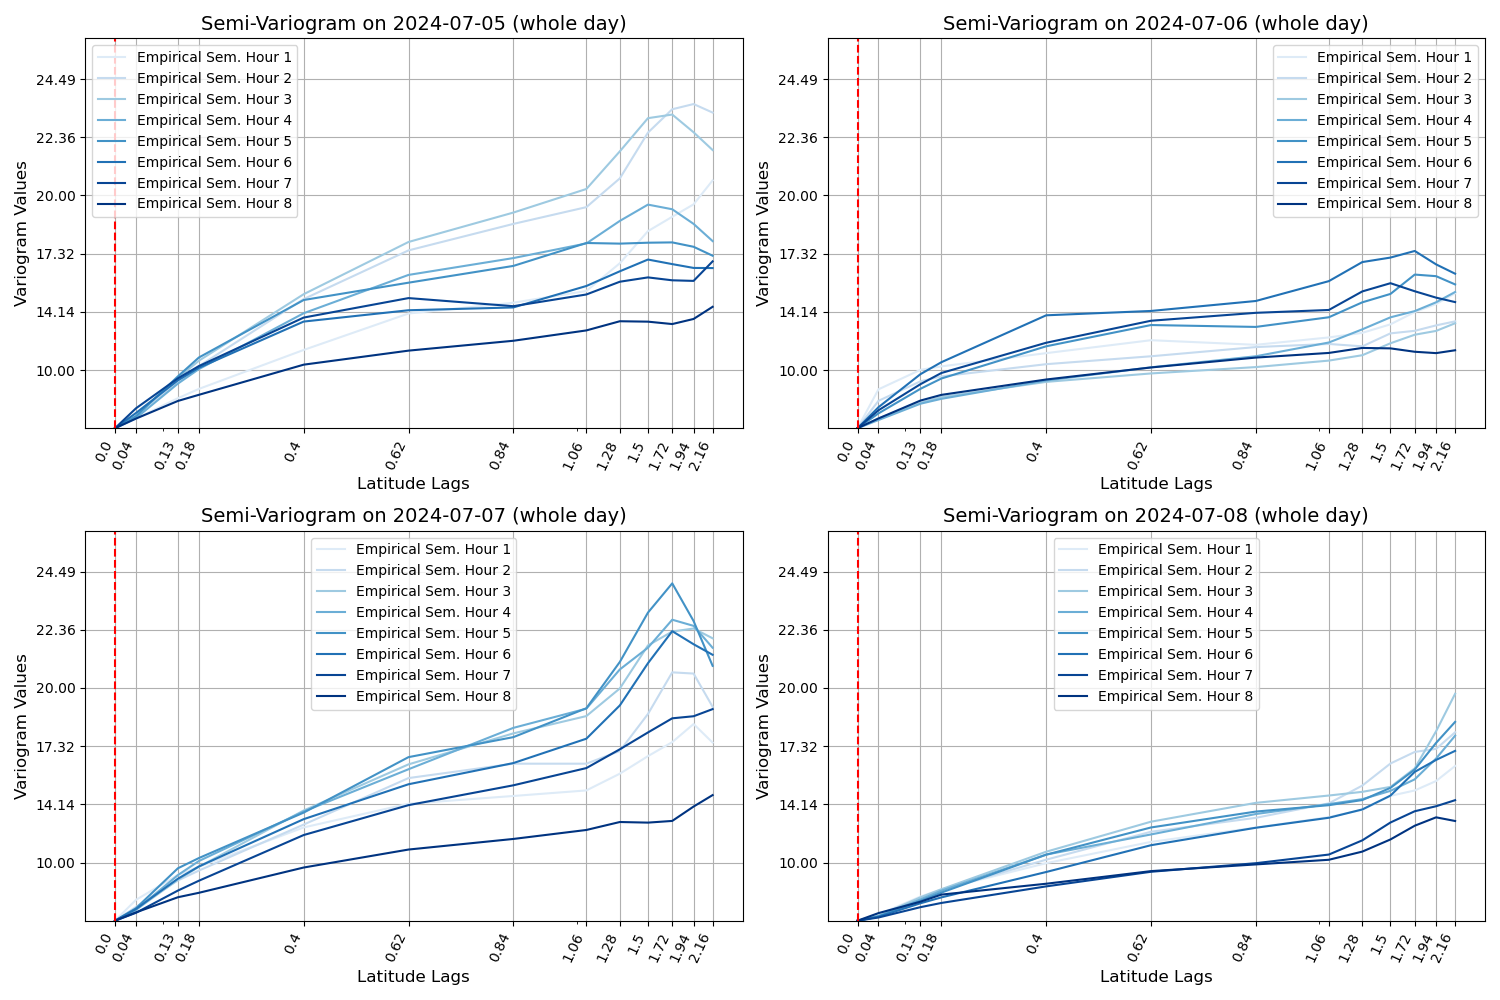 Semi-Variogram on 2024-07-05 (whole day)
Variogram Values
24.49
22.36
20.00
17.32
14.14
10.00
Empirical Sem. Hour 1
Empirical Sem. Hour 2
Empirical Sem. Hour 3
Empirical Sem. Hour 4
Empirical Sem. Hour 5
Empirical Sem. Hour 6
Empirical Sem. Hour 7
Empirical Sem. Hour 8
0.0 0.04 0.13 0.18 0.4 0.62 0.84 1.06 1.28 1.5 1.72 1.94 2.16
Latitude Lags
Semi-Variogram on 2024-07-06 (whole day)
Variogram Values
24.49
22.36
20.00
17.32
14.14
10.00
Empirical Sem. Hour 1
Empirical Sem. Hour 2
Empirical Sem. Hour 3
Empirical Sem. Hour 4
Empirical Sem. Hour 5
Empirical Sem. Hour 6
Empirical Sem. Hour 7
Empirical Sem. Hour 8
0.0 0.04 0.13 0.18 0.4 0.62 0.84 1.06 1.28 1.5 1.72 1.94 2.16
Latitude Lags
Semi-Variogram on 2024-07-07 (whole day)
Variogram Values
24.49
22.36
20.00
17.32
14.14
10.00
Empirical Sem. Hour 1
Empirical Sem. Hour 2
Empirical Sem. Hour 3
Empirical Sem. Hour 4
Empirical Sem. Hour 5
Empirical Sem. Hour 6
Empirical Sem. Hour 7
Empirical Sem. Hour 8
0.0 0.04 0.13 0.18 0.4 0.62 0.84 1.06 1.28 1.5 1.72 1.94 2.16
Latitude Lags
Semi-Variogram on 2024-07-08 (whole day)
Variogram Values
24.49
22.36
20.00
17.32
14.14
10.00
Empirical Sem. Hour 1
Empirical Sem. Hour 2
Empirical Sem. Hour 3
Empirical Sem. Hour 4
Empirical Sem. Hour 5
Empirical Sem. Hour 6
Empirical Sem. Hour 7
Empirical Sem. Hour 8
0.0 0.04 0.13 0.18 0.4 0.62 0.84 1.06 1.28 1.5 1.72 1.94 2.16
Latitude Lags